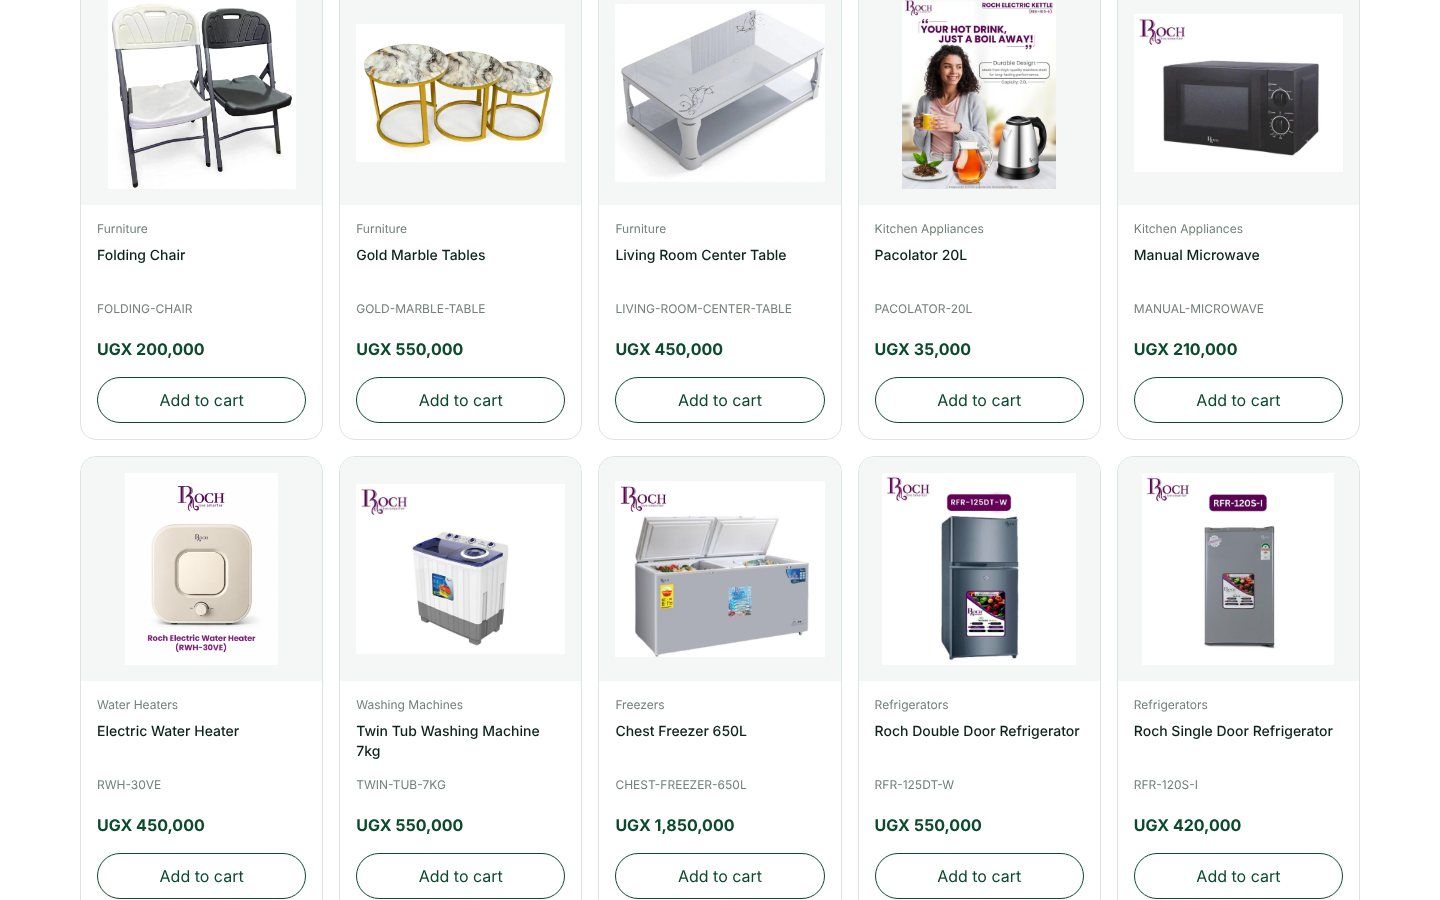 ROCH
ROCH ELECTRIC KETTLE
YOUR HOT DRINK,
JUST A BOIL AWAY!
Durable Design
Capacity: 2.0L
ROCH
Furniture
Folding Chair
FOLDING-CHAIR
UGX 200,000
Add to cart
Furniture
Gold Marble Tables
GOLD-MARBLE-TABLE
UGX 550,000
Add to cart
Furniture
Living Room Center Table
LIVING-ROOM-CENTER-TABLE
UGX 450,000
Add to cart
Kitchen Appliances
Pacolator 20L
PACOLATOR-20L
UGX 35,000
Add to cart
Kitchen Appliances
Manual Microwave
MANUAL-MICROWAVE
UGX 210,000
Add to cart
ROCH
Roch Electric Water Heater
(RWH-30VE)
Water Heaters
Electric Water Heater
RWH-30VE
UGX 450,000
Add to cart
ROCH
Washing Machines
Twin Tub Washing Machine
7kg
TWIN-TUB-7KG
UGX 550,000
Add to cart
ROCH
Freezers
Chest Freezer 650L
CHEST-FREEZER-650L
UGX 1,850,000
Add to cart
ROCH
RFR-125DT-W
Refrigerators
Roch Double Door Refrigerator
RFR-125DT-W
UGX 550,000
Add to cart
ROCH
RFR-120S-I
Refrigerators
Roch Single Door Refrigerator
RFR-120S-I
UGX 420,000
Add to cart